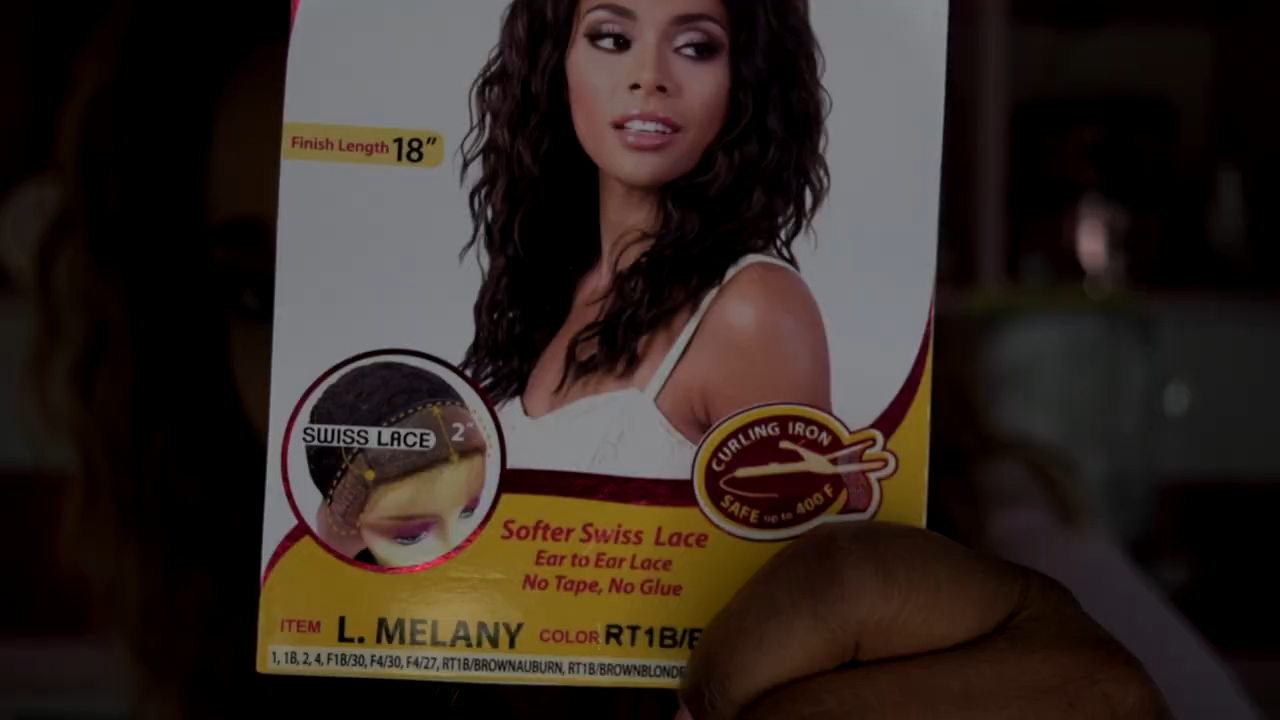 Finish Length 18"
SWISS LACE 2"
CURLING IRON
SAFE up to 400°F
Softer Swiss Lace
Ear to Ear Lace
No Tape, No Glue
ITEM L. MELANY COLOR RT1B/
1, 1B, 2, 4, F1B/30, F4/30, F4/27, RT1B/BROWNAUBURN, RT1B/BROWNBLONDE